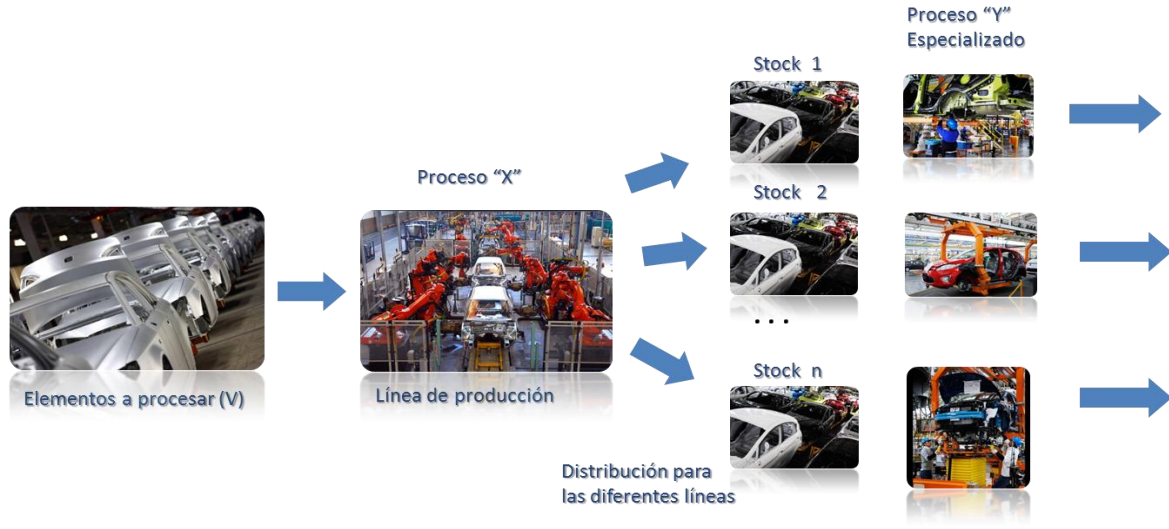 Proceso “Y”
Especializado
Stock 1
Proceso “X”
Stock 2
...
Stock n
Elementos a procesar (V)
Línea de producción
Distribución para
las diferentes líneas